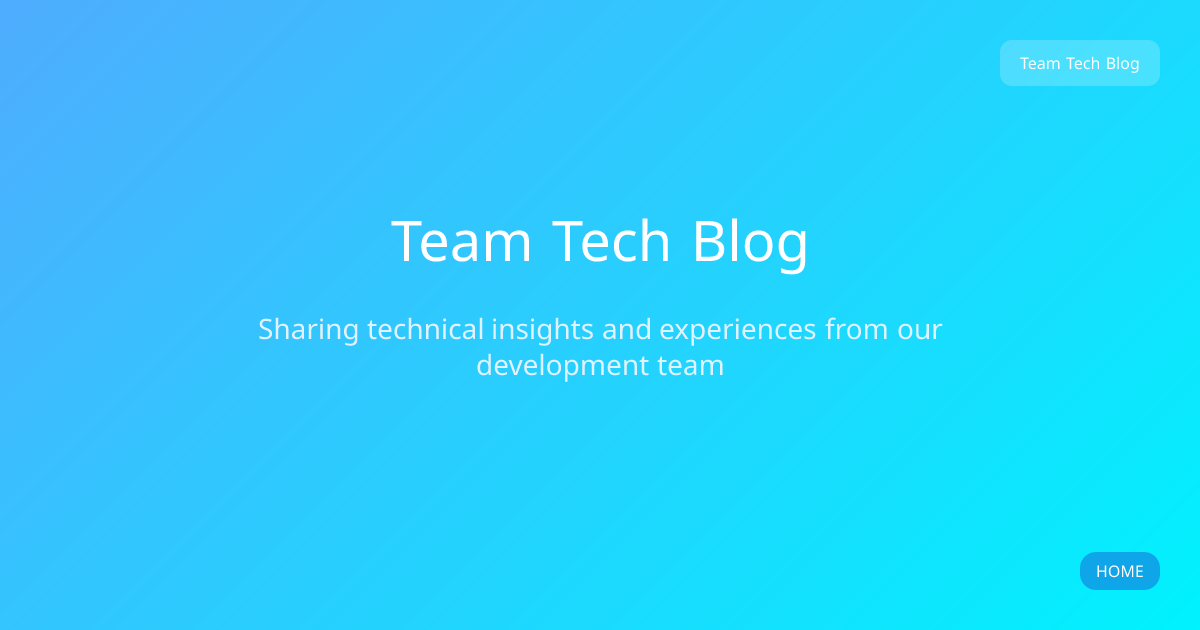 Team Tech Blog
Team Tech Blog
Sharing technical insights and experiences from our
development team
HOME